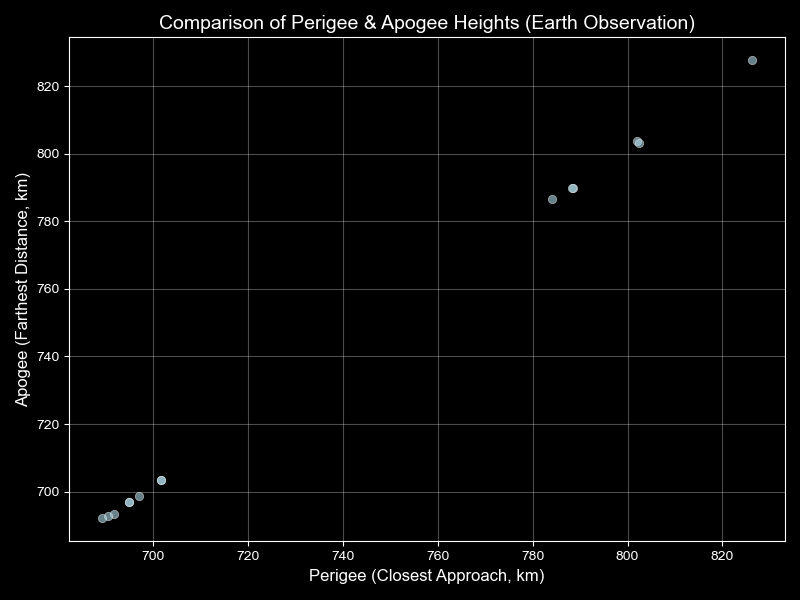 Comparison of Perigee & Apogee Heights (Earth Observation)
Apogee (Farthest Distance, km)
820
800
780
760
740
720
700
700 720 740 760 780 800 820
Perigee (Closest Approach, km)